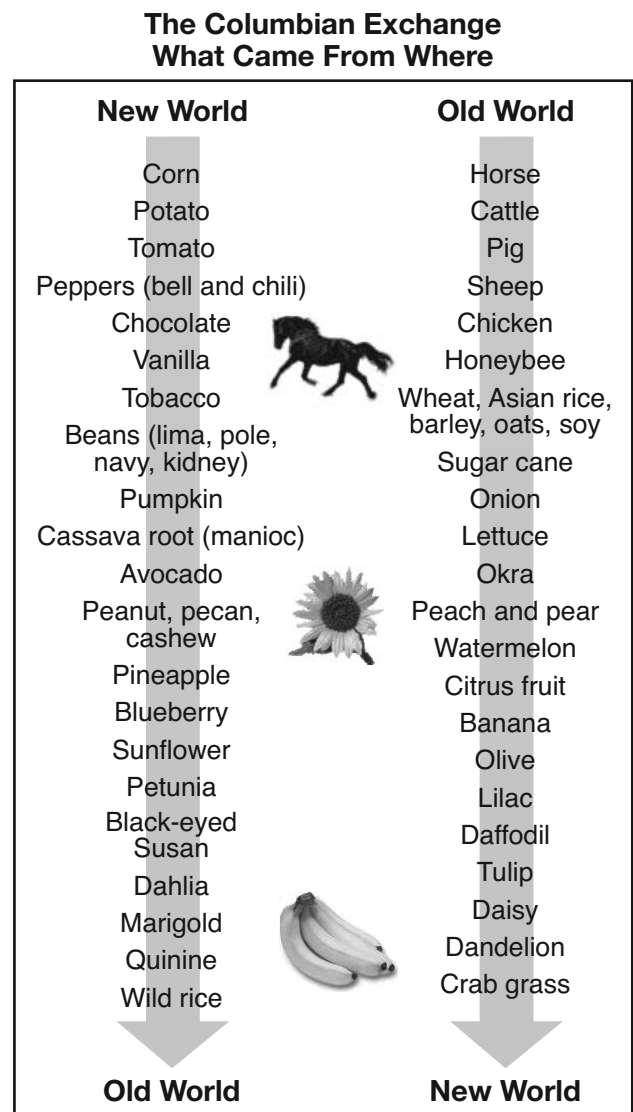 The Columbian Exchange
What Came From Where
New World
Corn
Potato
Tomato
Peppers (bell and chili)
Chocolate
Vanilla
Tobacco
Beans (lima, pole,
navy, kidney)
Pumpkin
Cassava root (manioc)
Avocado
Peanut, pecan,
cashew
Pineapple
Blueberry
Sunflower
Petunia
Black-eyed
Susan
Dahlia
Marigold
Quinine
Wild rice
Old World
Old World
Horse
Cattle
Pig
Sheep
Chicken
Honeybee
Wheat, Asian rice,
barley, oats, soy
Sugar cane
Onion
Lettuce
Okra
Peach and pear
Watermelon
Citrus fruit
Banana
Olive
Lilac
Daffodil
Tulip
Daisy
Dandelion
Crab grass
New World